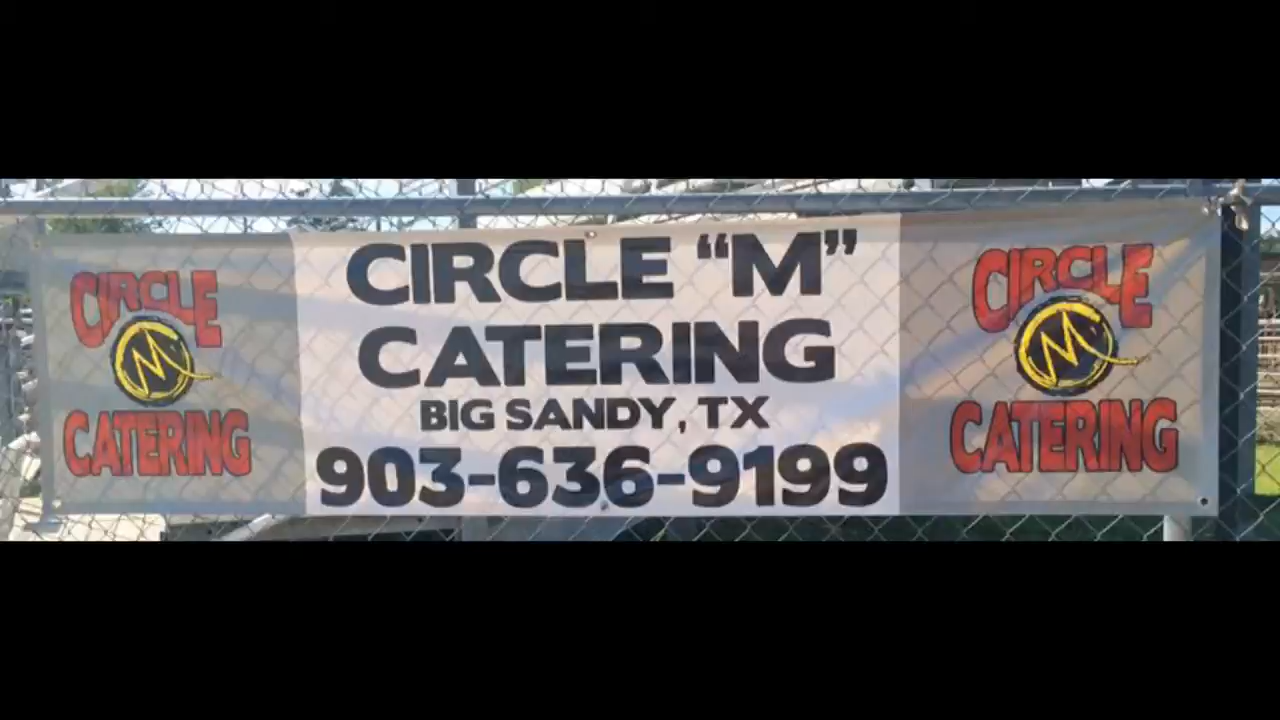 CIRCLE
M
CATERING
CIRCLE "M"
CATERING
BIG SANDY, TX
903-636-9199
CIRCLE
M
CATERING